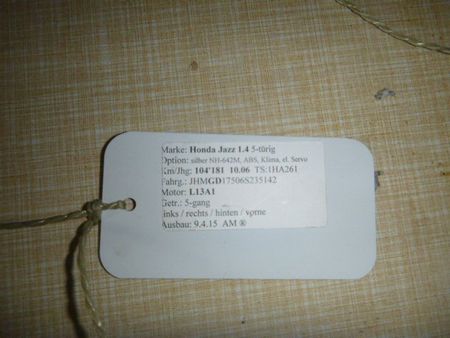 Marke: Honda Jazz 1.4 5-türig
Option: silber NH-642M, ABS, Klima, el. Servo
Km/Jhg: 104'181  10.06  TS:1HA261
Fahrg.: JHMGD17506S235142
Motor: L13A1
Getr.: 5-gang
links / rechts / hinten / vorne
Ausbau: 9.4.15  AM ®